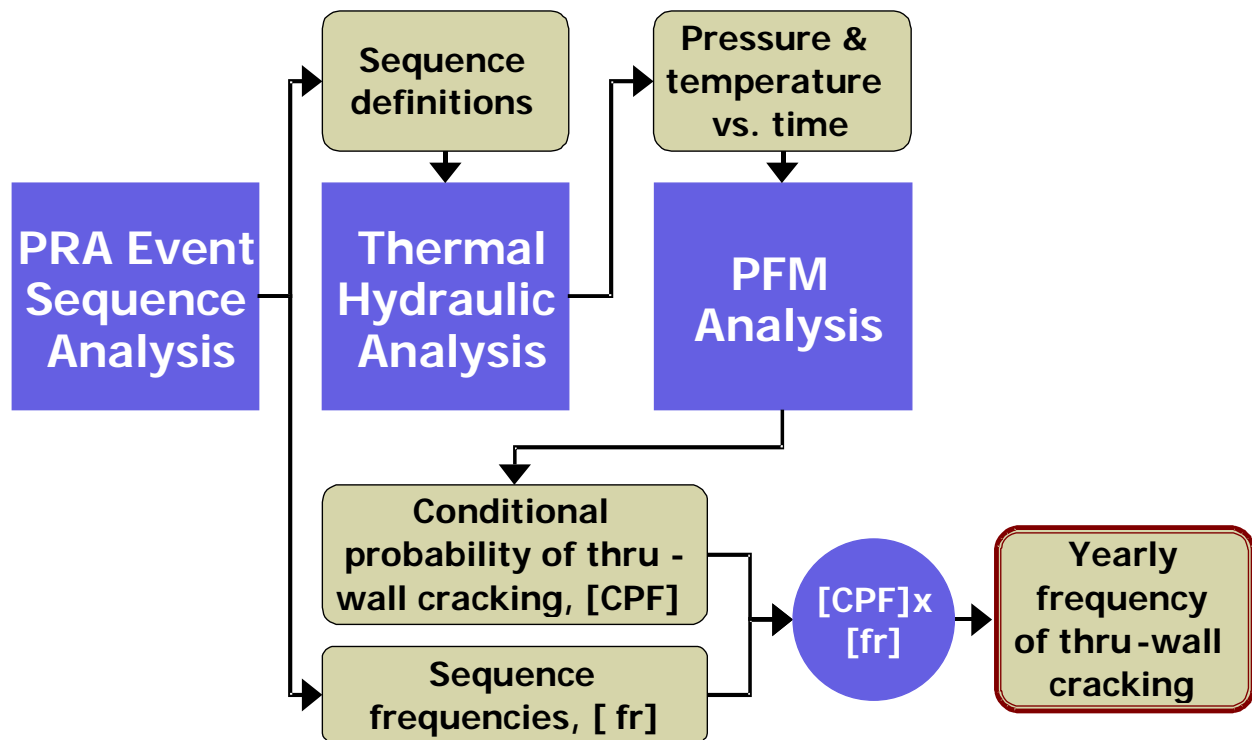 Sequence
definitions
Pressure &
temperature
vs. time
PRA Event
Sequence
Analysis
Thermal
Hydraulic
Analysis
PFM
Analysis
Conditional
probability of thru -
wall cracking, [CPF]
Sequence
frequencies, [ fr]
[CPF]x
[fr]
Yearly
frequency
of thru-wall
cracking